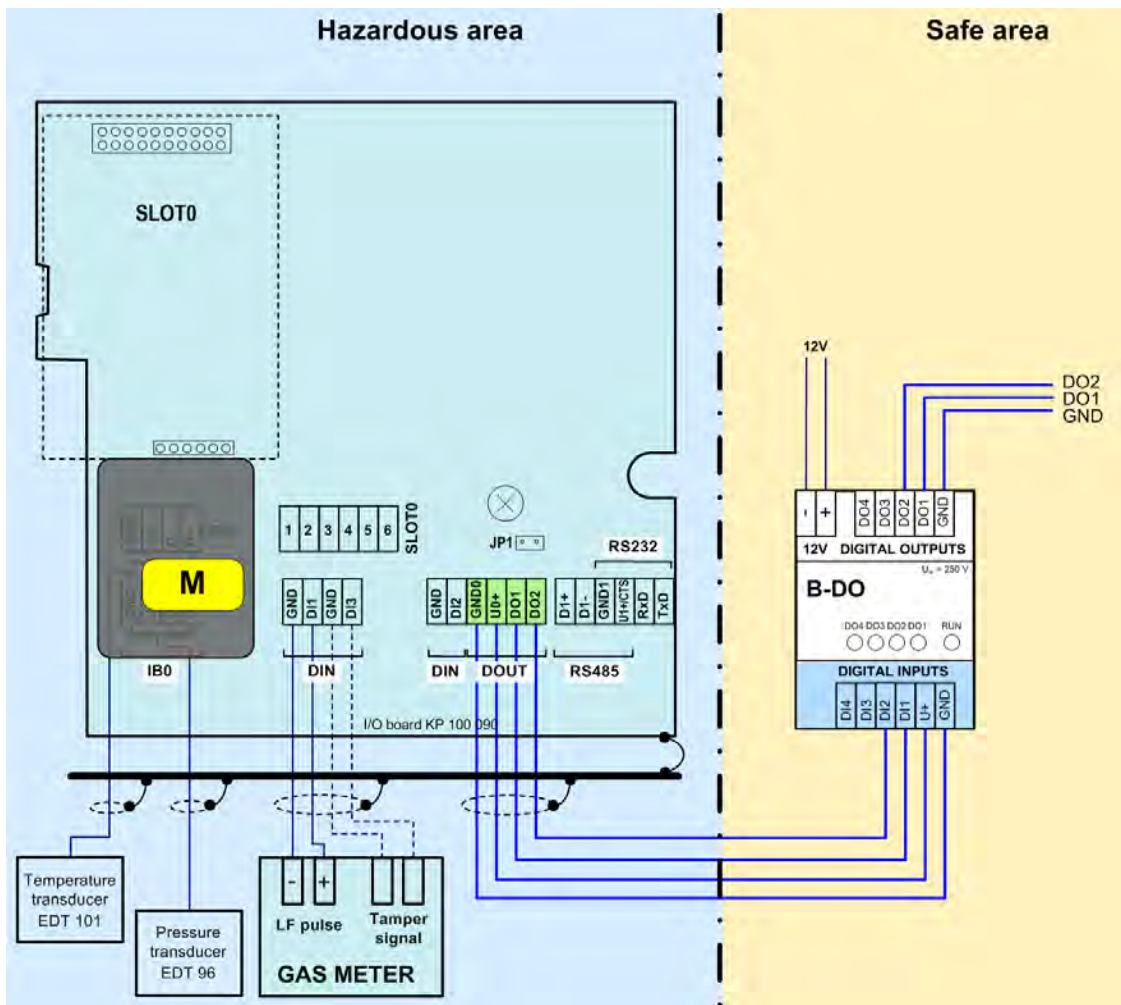 Hazardous area
Safe area
SLOT0
12V
DO2
DO1
GND
1 2 3 4 5 6
SLOT0
JP1
RS232
M
GND DI1 GND DI3
GND DI2 GND0 U0+ DO1 DO2
D1+ D1- GND1 U1+/CTS RxD TxD
IB0
DIN
DIN
DOUT
RS485
I/O board KP 100 090
- + DO4 DO3 DO2 DO1 GND
12V DIGITAL OUTPUTS
B-DO
DO4 DO3 DO2 DO1 RUN
DIGITAL INPUTS
DI4 DI3 DI2 DI1 U+ GND
Temperature
transducer
EDT 101
Pressure
transducer
EDT 96
- +
LF pulse
Tamper
signal
GAS METER